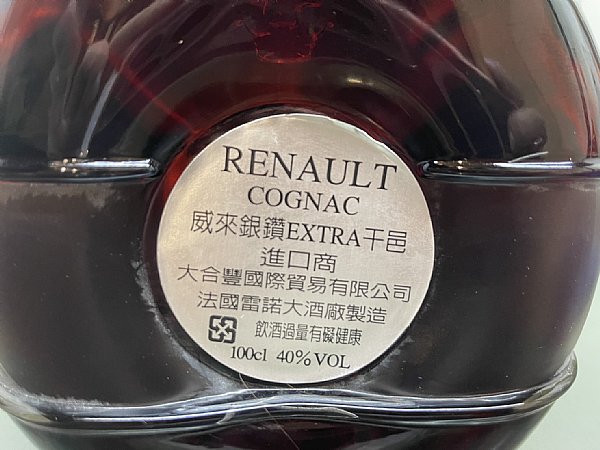 RENAULT
COGNAC
威來銀鑽EXTRA干邑
進口商
大合豐國際貿易有限公司
法國雷諾大酒廠製造
飲酒過量有礙健康
100cl 40%VOL